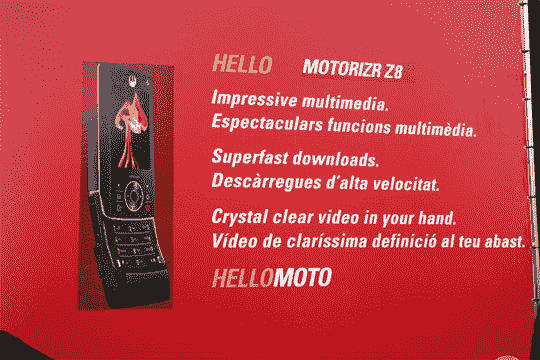 HELLO MOTORIZR Z8
Impressive multimedia.
Espectaculars funcions multimèdia.
Superfast downloads.
Descàrregues d'alta velocitat.
Crystal clear video in your hand.
Vídeo de claríssima definició al teu abast.
HELLOMOTO